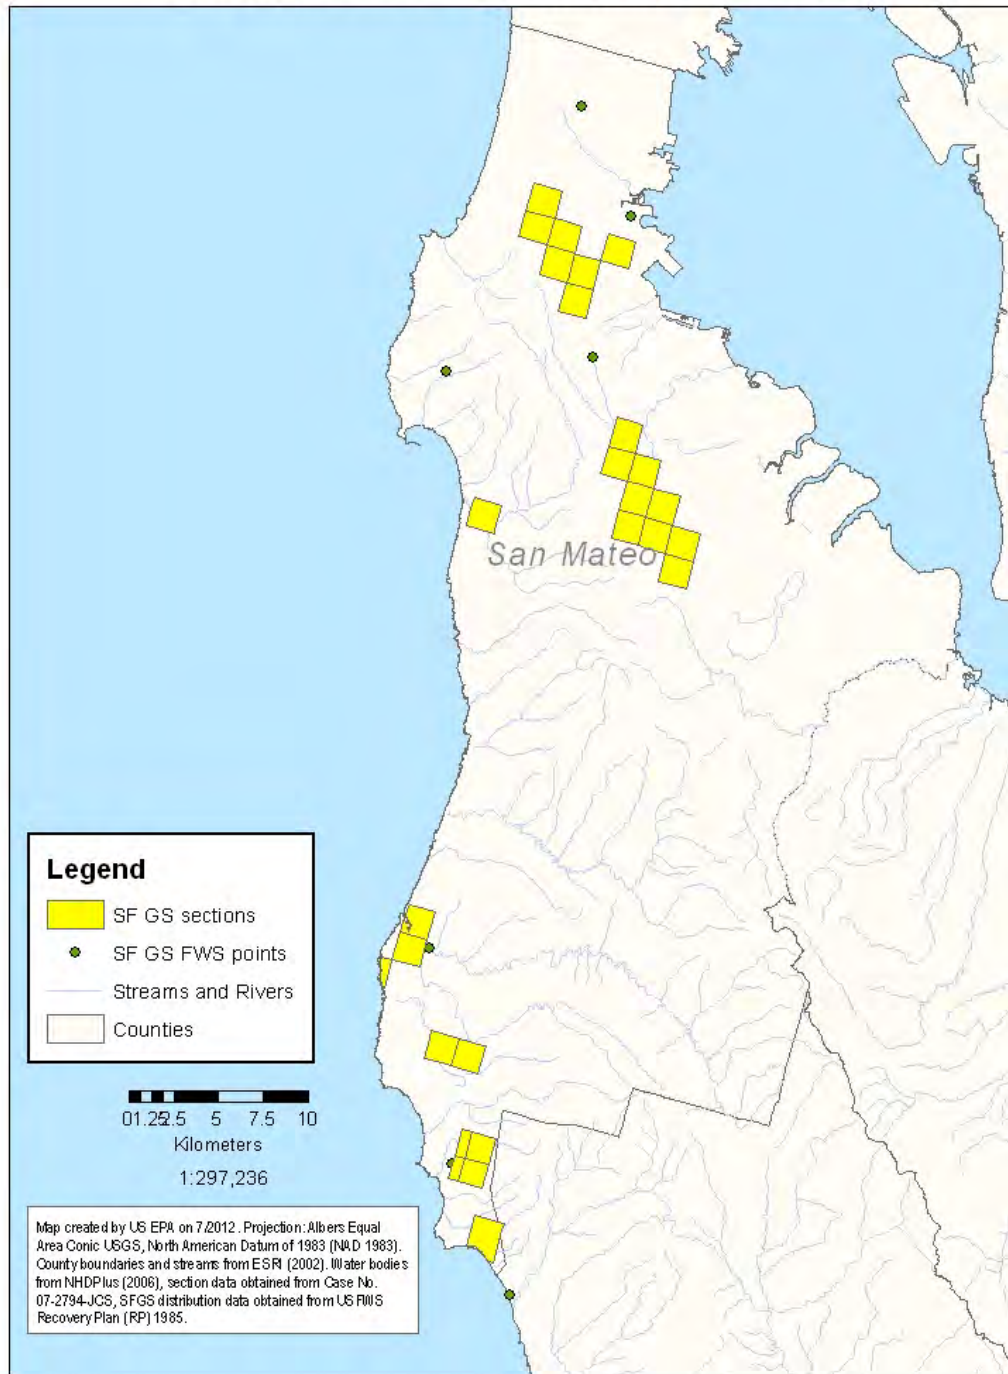 San Mateo
Legend
SF GS sections
SF GS FWS points
Streams and Rivers
Counties
01.252.5 5 7.5 10
Kilometers
1:297,236
Map created by US EPA on 7/2012. Projection: Albers Equal
Area Conic USGS, North American Datum of 1983 (NAD 1983).
County boundaries and streams from ESRI (2002). Water bodies
from NHDPlus (2006), section data obtained from Case No.
07-2794-JCS, SFGS distribution data obtained from US FWS
Recovery Plan (RP) 1985.